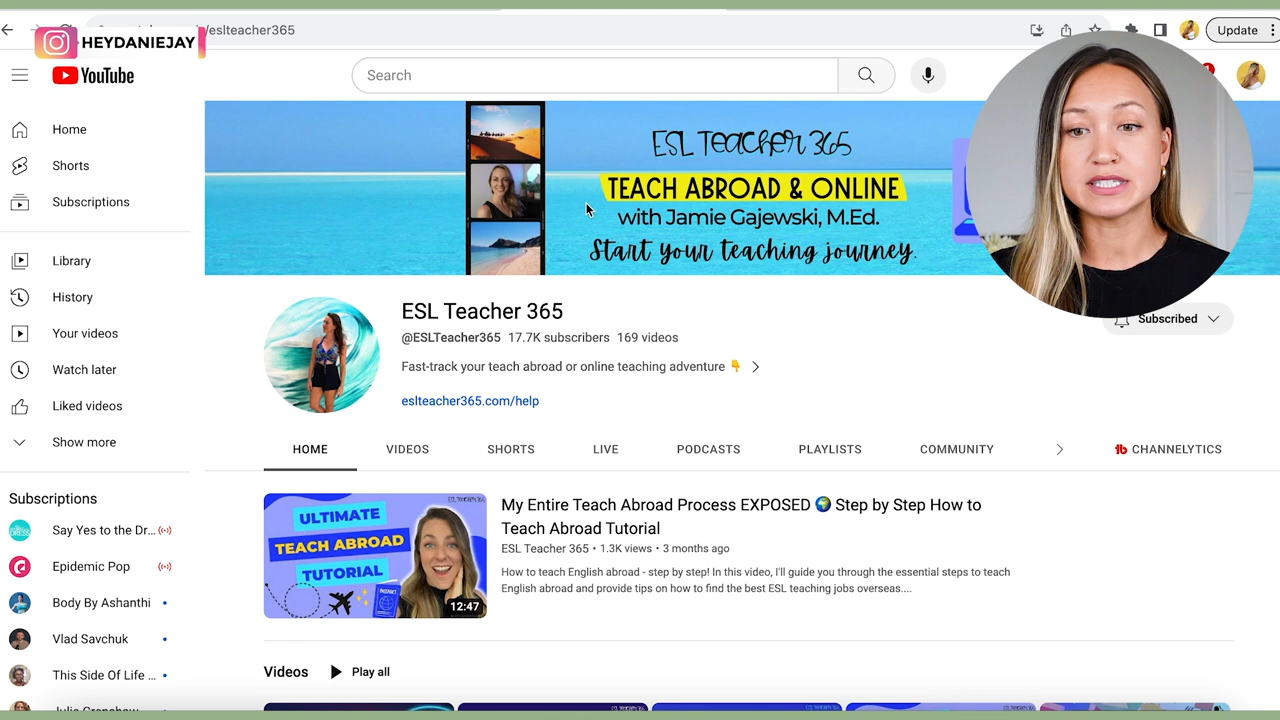 /eslteacher365
Update
HEYDANIEJAY
YouTube
Search
Home
Shorts
Subscriptions
Library
History
Your videos
Watch later
Liked videos
Show more
Subscriptions
Say Yes to the Dr...
Epidemic Pop
Body By Ashanthi
Vlad Savchuk
This Side Of Life ...
ESL TEACHER 365
TEACH ABROAD & ONLINE
with Jamie Gajewski, M.Ed.
Start your teaching journey.
ESL Teacher 365
@ESLTeacher365 17.7K subscribers 169 videos
Fast-track your teach abroad or online teaching adventure 👇
eslteacher365.com/help
Subscribed
HOME VIDEOS SHORTS LIVE PODCASTS PLAYLISTS COMMUNITY CHANNELYTICS
ULTIMATE
TEACH ABROAD
TUTORIAL
PASSPORT
12:47
My Entire Teach Abroad Process EXPOSED 🌍 Step by Step How to
Teach Abroad Tutorial
ESL Teacher 365 • 1.3K views • 3 months ago
How to teach English abroad - step by step! In this video, I'll guide you through the essential steps to teach
English abroad and provide tips on how to find the best ESL teaching jobs overseas....
Videos Play all